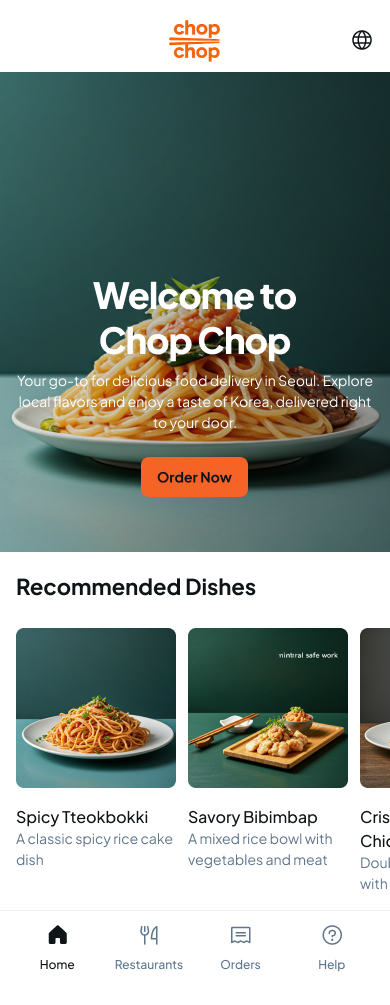 chop
chop
Welcome to
Chop Chop
Your go-to for delicious food delivery in Seoul. Explore
local flavors and enjoy a taste of Korea, delivered right
to your door.
Order Now
Recommended Dishes
safe work
Spicy Tteokbokki
A classic spicy rice cake
dish
Savory Bibimbap
A mixed rice bowl with
vegetables and meat
Cris
Chic
Doub
with
Home
Restaurants
Orders
Help